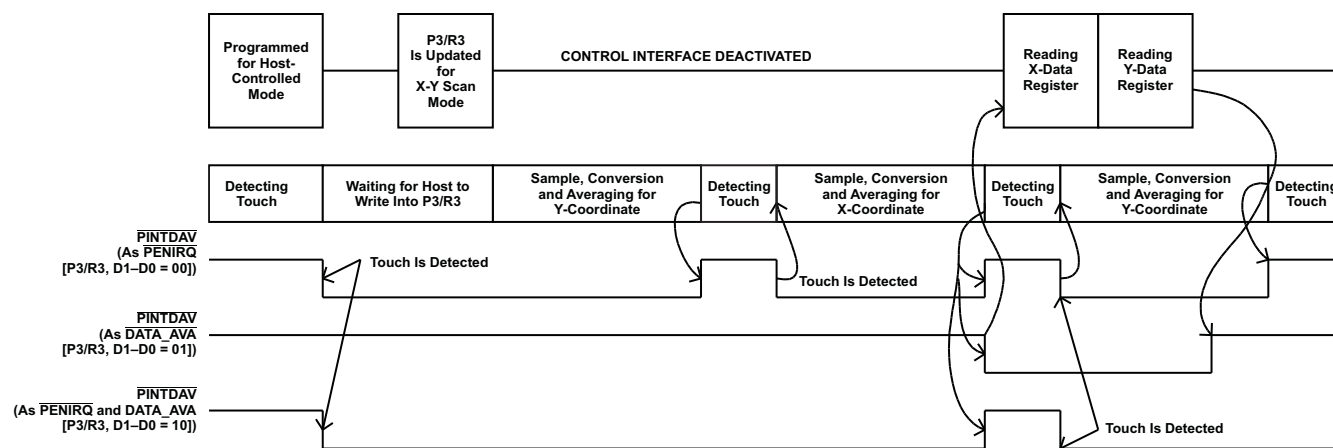 Programmed
for Host-
Controlled
Mode
P3/R3
Is Updated
for
X-Y Scan
Mode
CONTROL INTERFACE DEACTIVATED
Reading
X-Data
Register
Reading
Y-Data
Register
Detecting
Touch
Waiting for Host to
Write Into P3/R3
Sample, Conversion
and Averaging for
Y-Coordinate
Detecting
Touch
Sample, Conversion
and Averaging for
X-Coordinate
Detecting
Touch
Sample, Conversion
and Averaging for
Y-Coordinate
Detecting
Touch
PINTDAV
(As PENIRQ
[P3/R3, D1–D0 = 00])
Touch Is Detected
Touch Is Detected
PINTDAV
(As DATA_AVA
[P3/R3, D1–D0 = 01])
PINTDAV
(As PENIRQ and DATA_AVA
[P3/R3, D1–D0 = 10])
Touch Is Detected